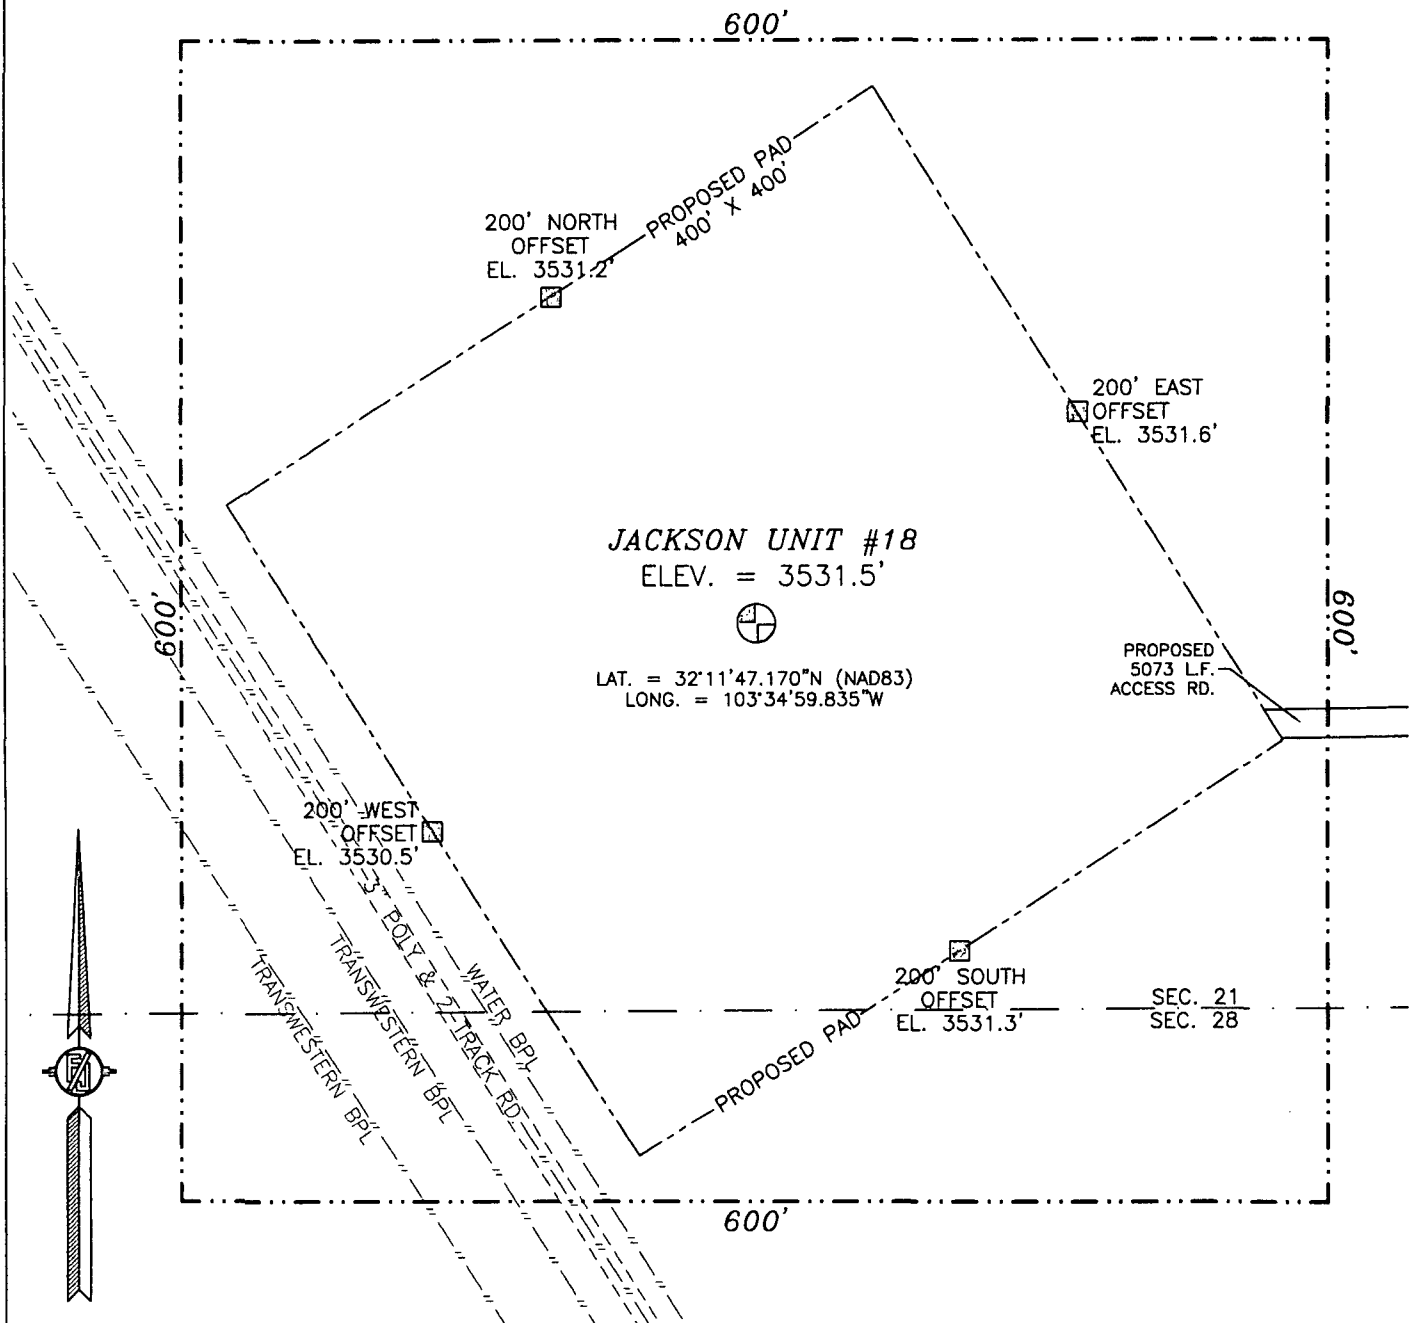 600'
PROPOSED PAD
400' X 400'
200' NORTH
OFFSET
EL. 3531.2'
200' EAST
OFFSET
EL. 3531.6'
JACKSON UNIT #18
ELEV. = 3531.5'
600'
600'
PROPOSED
5073 L.F.
ACCESS RD.
LAT. = 32°11'47.170"N (NAD83)
LONG. = 103°34'59.835"W
200' WEST
OFFSET
EL. 3530.5'
3" POLY & 2-TRACK RD.
TRANSWESTERN BPL
TRANSWESTERN BPL
WATER BPL
200' SOUTH
OFFSET
EL. 3531.3'
SEC. 21
SEC. 28
PROPOSED PAD
600'